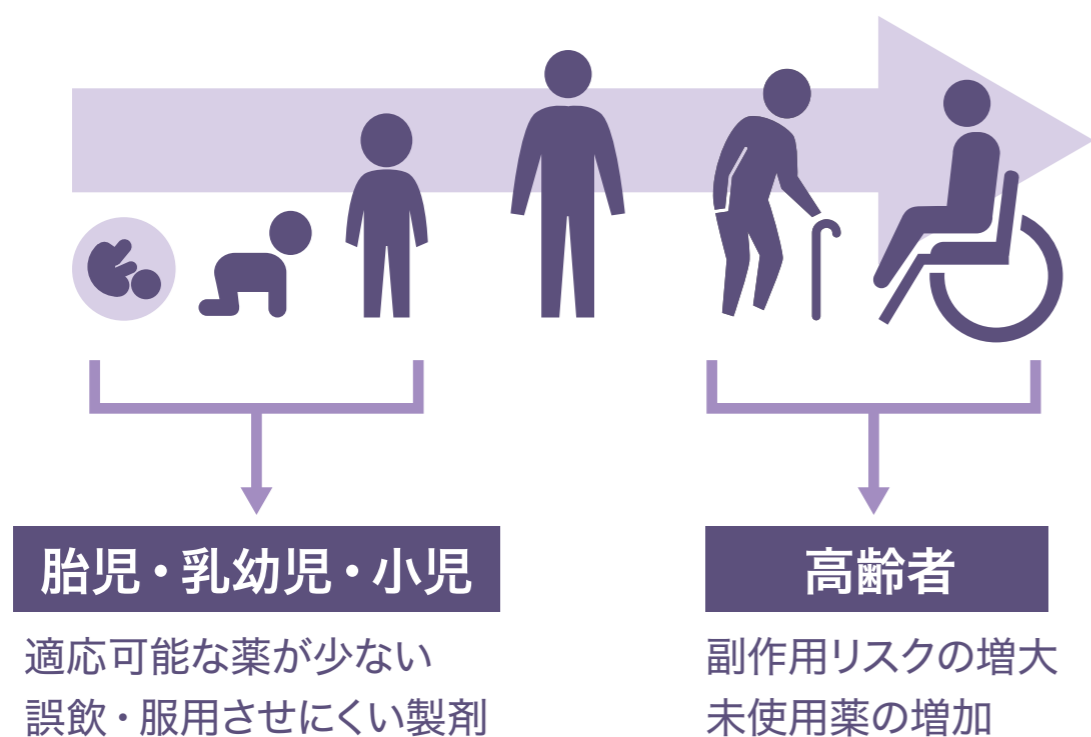 胎児・乳幼児・小児
適応可能な薬が少ない
誤飲・服用させにくい製剤
高齢者
副作用リスクの増大
未使用薬の増加